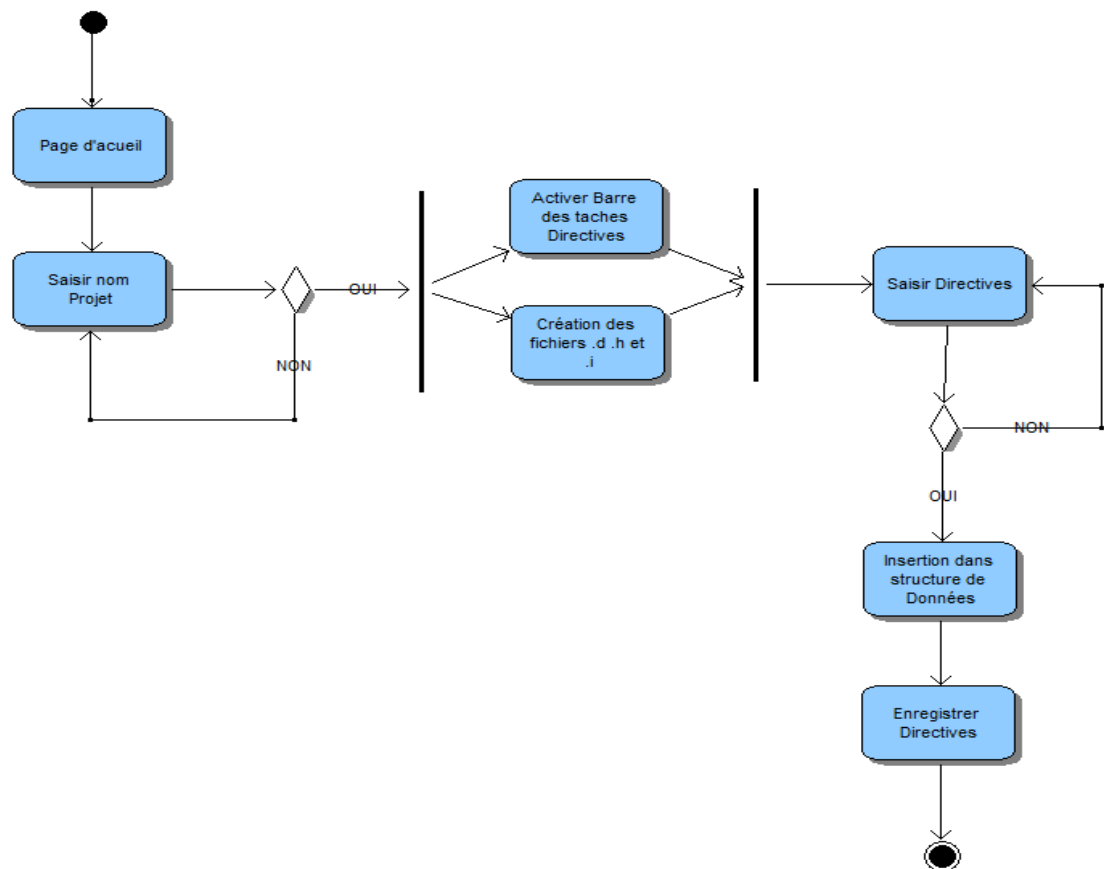 Page d'acueil
Saisir nom
Projet
OUI
NON
Activer Barre
des taches
Directives
Création des
fichiers .d .h et
.i
Saisir Directives
NON
OUI
Insertion dans
structure de
Données
Enregistrer
Directives